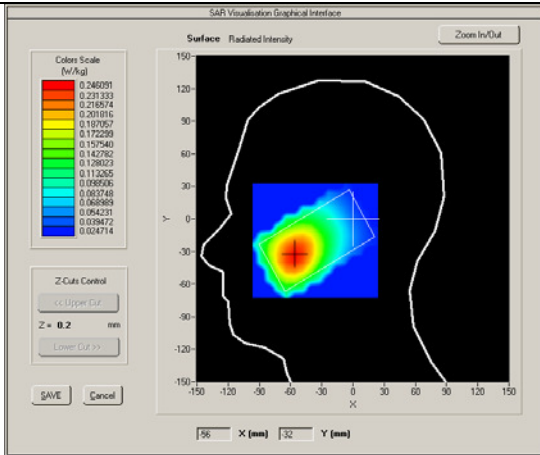 SAR Visualisation Graphical Interface
Surface Radiated Intensity
Zoom In/Out
Colors Scale
(W/kg)
0.246091
0.231333
0.216574
0.201816
0.187057
0.172299
0.157540
0.142782
0.128023
0.113265
0.098506
0.083748
0.068989
0.054231
0.039472
0.024714
150
120
90
60
30
0
-30
-60
-90
-120
-150
Y
-150 -120 -90 -60 -30 0 30 60 90 120 150
X
Z-Cuts Control
<< Upper Cut
Z = 0.2 mm
Lower Cut >>
SAVE Cancel
-56 X (mm) -32 Y (mm)